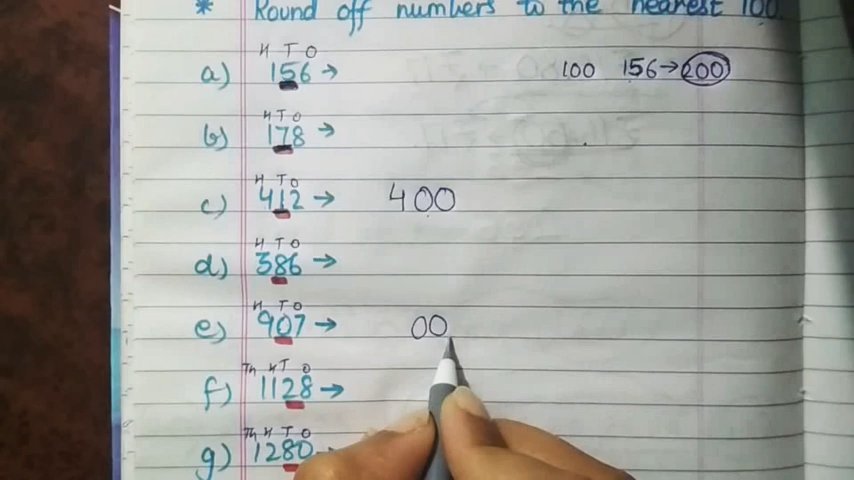 * Round off numbers to the nearest 100
H T O
a) 156 → 100 156 → 200
H T O
b) 178 →
H T O
c) 412 → 400
H T O
d) 386 →
H T O
e) 907 → 00
Th H T O
f) 1128 →
Th H T O
g) 1280 →